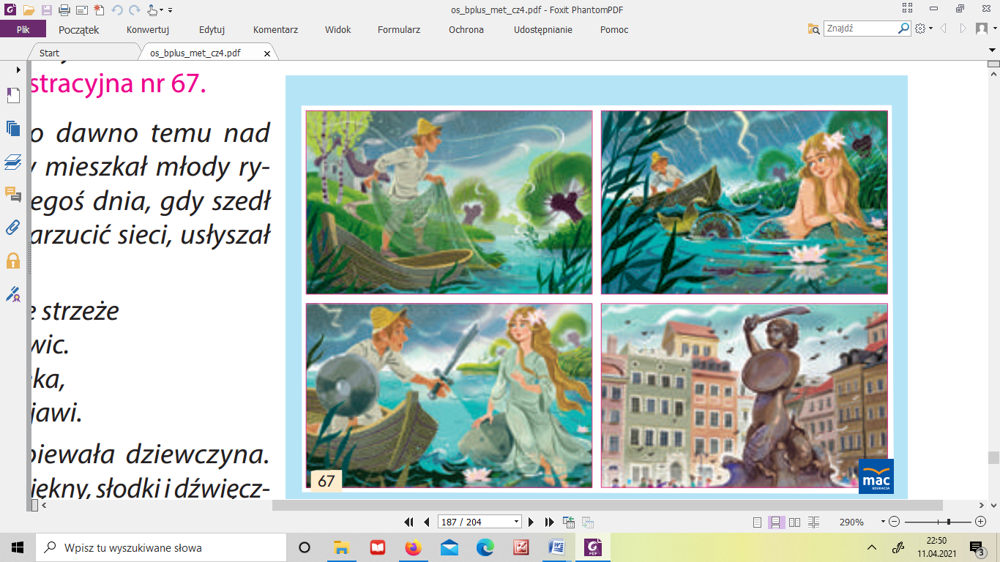 os_bplus_met_cz4.pdf - Foxit PhantomPDF
Plik Początek Konwertuj Edytuj Komentarz Widok Formularz Ochrona Udostępnianie Pomoc
Znajdź
Start os_bplus_met_cz4.pdf
stracyjna nr 67.
o dawno temu nad
mieszkał młody ry-
egoś dnia, gdy szedł
arzucić sieci, usłyszał
e strzeże
wic.
ka,
jawi.
piewała dziewczyna.
iękny, słodki i dźwięcz-
67
mac
EDUKACJA
187 / 204
290%
Wpisz tu wyszukiwane słowa
W
PDF
22:50
11.04.2021
3